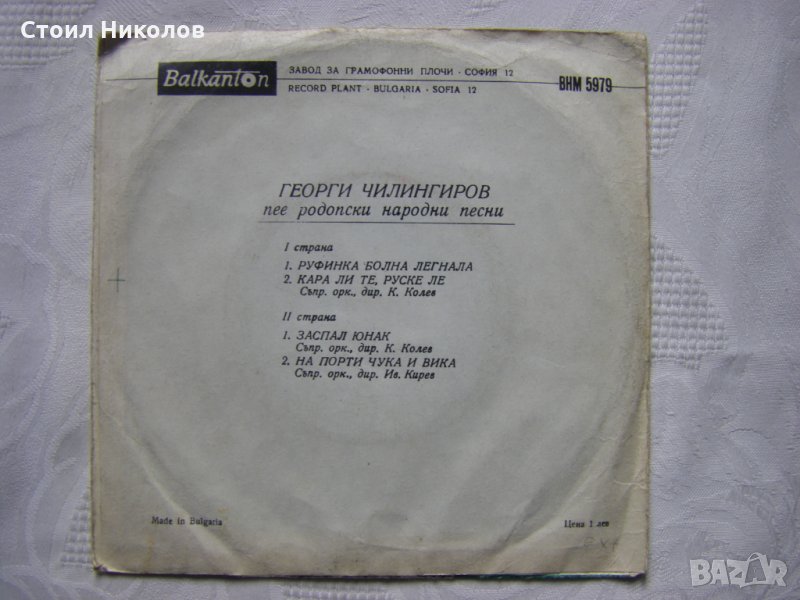 Стоил Николов
Balkanton
ЗАВОД ЗА ГРАМОФОННИ ПЛОЧИ · СОФИЯ 12
RECORD PLANT - BULGARIA · SOFIA 12
ВНМ 5979
ГЕОРГИ ЧИЛИНГИРОВ
пее родопски народни песни
I страна
1. РУФИНКА БОЛНА ЛЕГНАЛА
2. КАРА ЛИ ТЕ, РУСКЕ ЛЕ
Съпр. орк., дир. К. Колев
II страна
1. ЗАСПАЛ ЮНАК
Съпр. орк., дир. К. Колев
2. НА ПОРТИ ЧУКА И ВИКА
Съпр. орк., дир. Ив. Кирев
Made in Bulgaria
Цена 1 лев
BAZAR